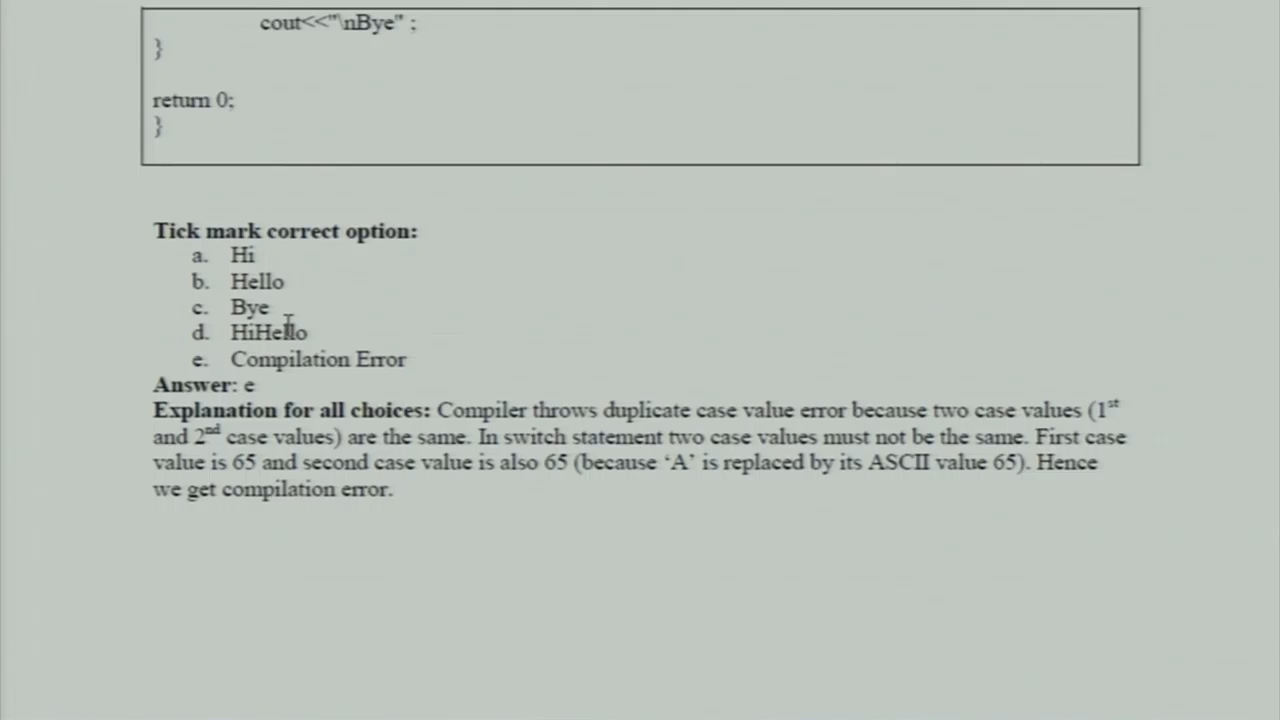 cout<<"\nBye" ;
}
return 0;
}
Tick mark correct option:
a. Hi
b. Hello
c. Bye
d. HiHello
e. Compilation Error
Answer: e
Explanation for all choices: Compiler throws duplicate case value error because two case values (1st
and 2nd case values) are the same. In switch statement two case values must not be the same. First case
value is 65 and second case value is also 65 (because ‘A’ is replaced by its ASCII value 65). Hence
we get compilation error.